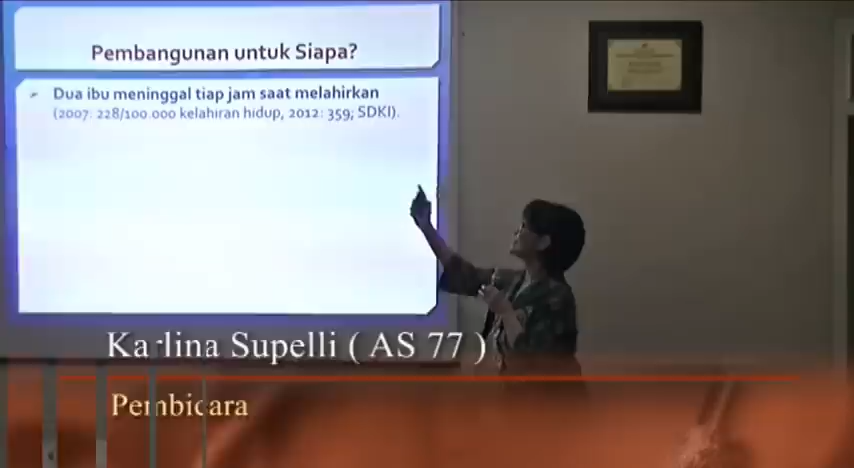 Pembangunan untuk Siapa?
Dua ibu meninggal tiap jam saat melahirkan
(2007: 228/100.000 kelahiran hidup, 2012: 359; SDKI).
Karlina Supelli ( AS 77 )
Pembicara